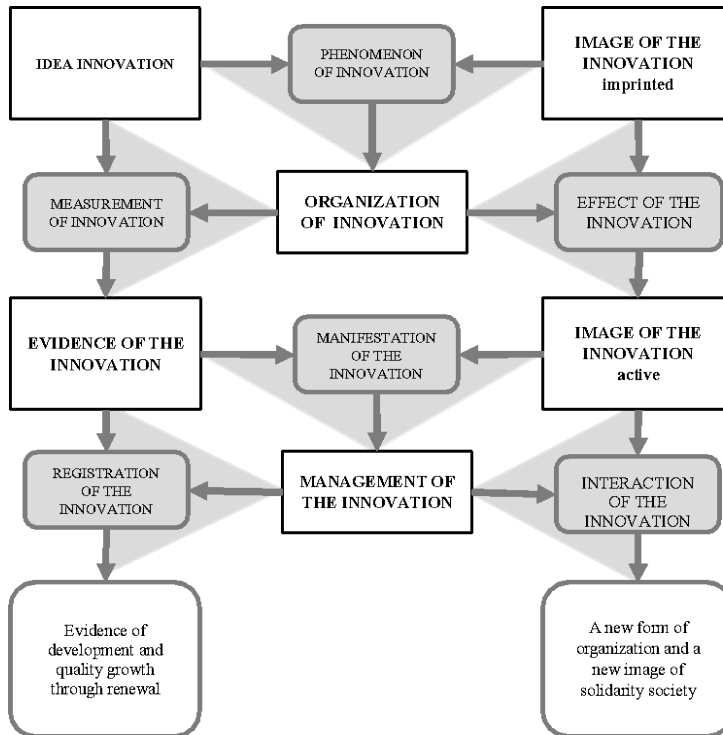 IDEA INNOVATION
PHENOMENON
OF INNOVATION
IMAGE OF THE
INNOVATION
imprinted
MEASUREMENT
OF INNOVATION
ORGANIZATION
OF INNOVATION
EFFECT OF THE
INNOVATION
EVIDENCE OF THE
INNOVATION
MANIFESTATION
OF THE
INNOVATION
IMAGE OF THE
INNOVATION
active
REGISTRATION
OF THE
INNOVATION
MANAGEMENT OF
THE INNOVATION
INTERACTION
OF THE
INNOVATION
Evidence of
development and
quality growth
through renewal
A new form of
organization and a
new image of
solidarity society